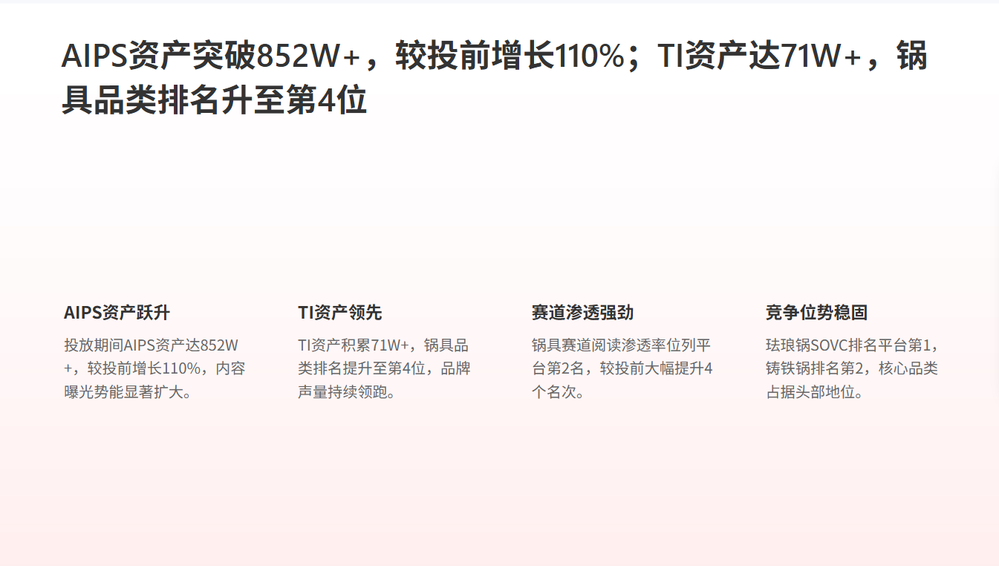 AIPS资产突破852W+，较投前增长110%；TI资产达71W+，锅
具品类排名升至第4位
AIPS资产跃升
投放期间AIPS资产达852W
+，较投前增长110%，内容
曝光势能显著扩大。
TI资产领先
TI资产积累71W+，锅具品
类排名提升至第4位，品牌
声量持续领跑。
赛道渗透强劲
锅具赛道阅读渗透率位列平
台第2名，较投前大幅提升4
个名次。
竞争位势稳固
珐琅锅SOVC排名平台第1，
铸铁锅排名第2，核心品类
占据头部地位。